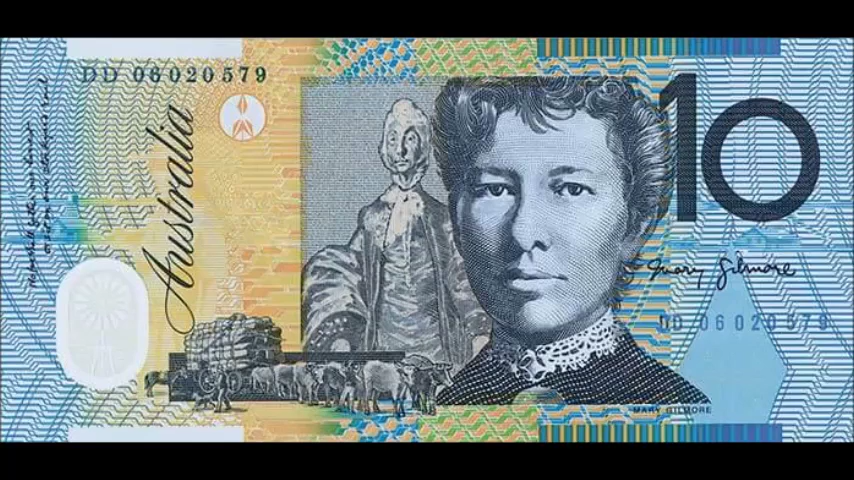 DD 06020579
10
Australia
Mary Gilmore
DD 06020579
MARY GILMORE